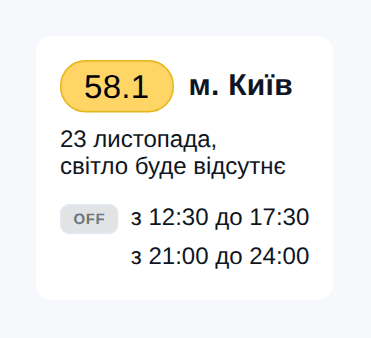 58.1 м. Київ
23 листопада,
світло буде відсутнє
OFF з 12:30 до 17:30
з 21:00 до 24:00